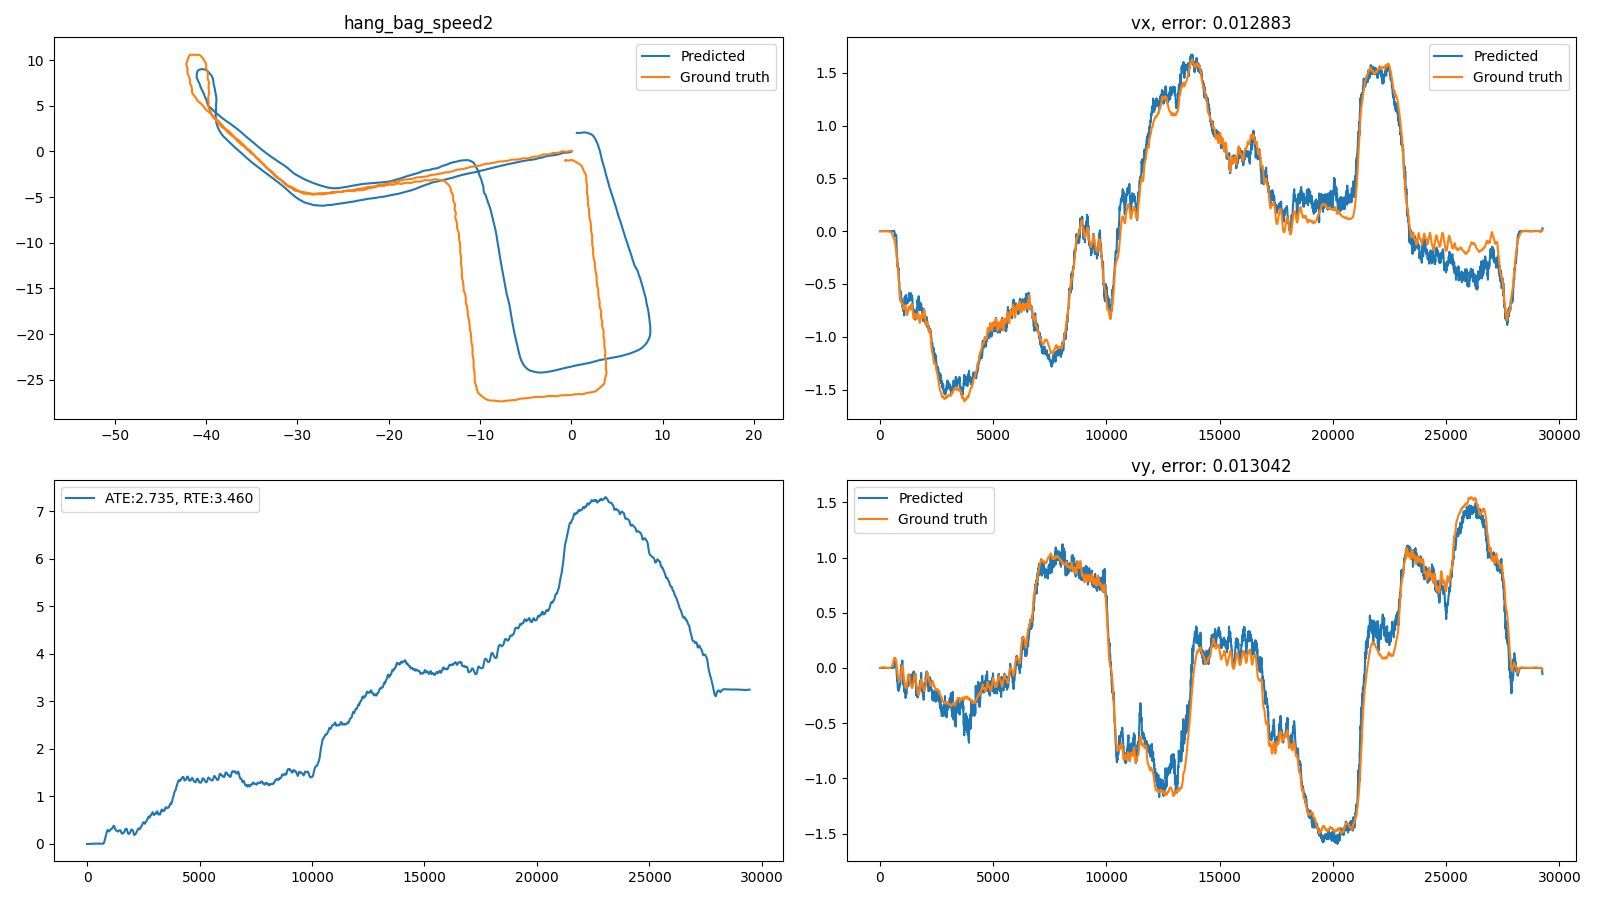 hang_bag_speed2
Predicted
Ground truth
10
5
0
−5
−10
−15
−20
−25
−50 −40 −30 −20 −10 0 10 20
vx, error: 0.012883
Predicted
Ground truth
1.5
1.0
0.5
0.0
−0.5
−1.0
−1.5
0 5000 10000 15000 20000 25000 30000
ATE:2.735, RTE:3.460
7
6
5
4
3
2
1
0
0 5000 10000 15000 20000 25000 30000
vy, error: 0.013042
Predicted
Ground truth
1.5
1.0
0.5
0.0
−0.5
−1.0
−1.5
0 5000 10000 15000 20000 25000 30000